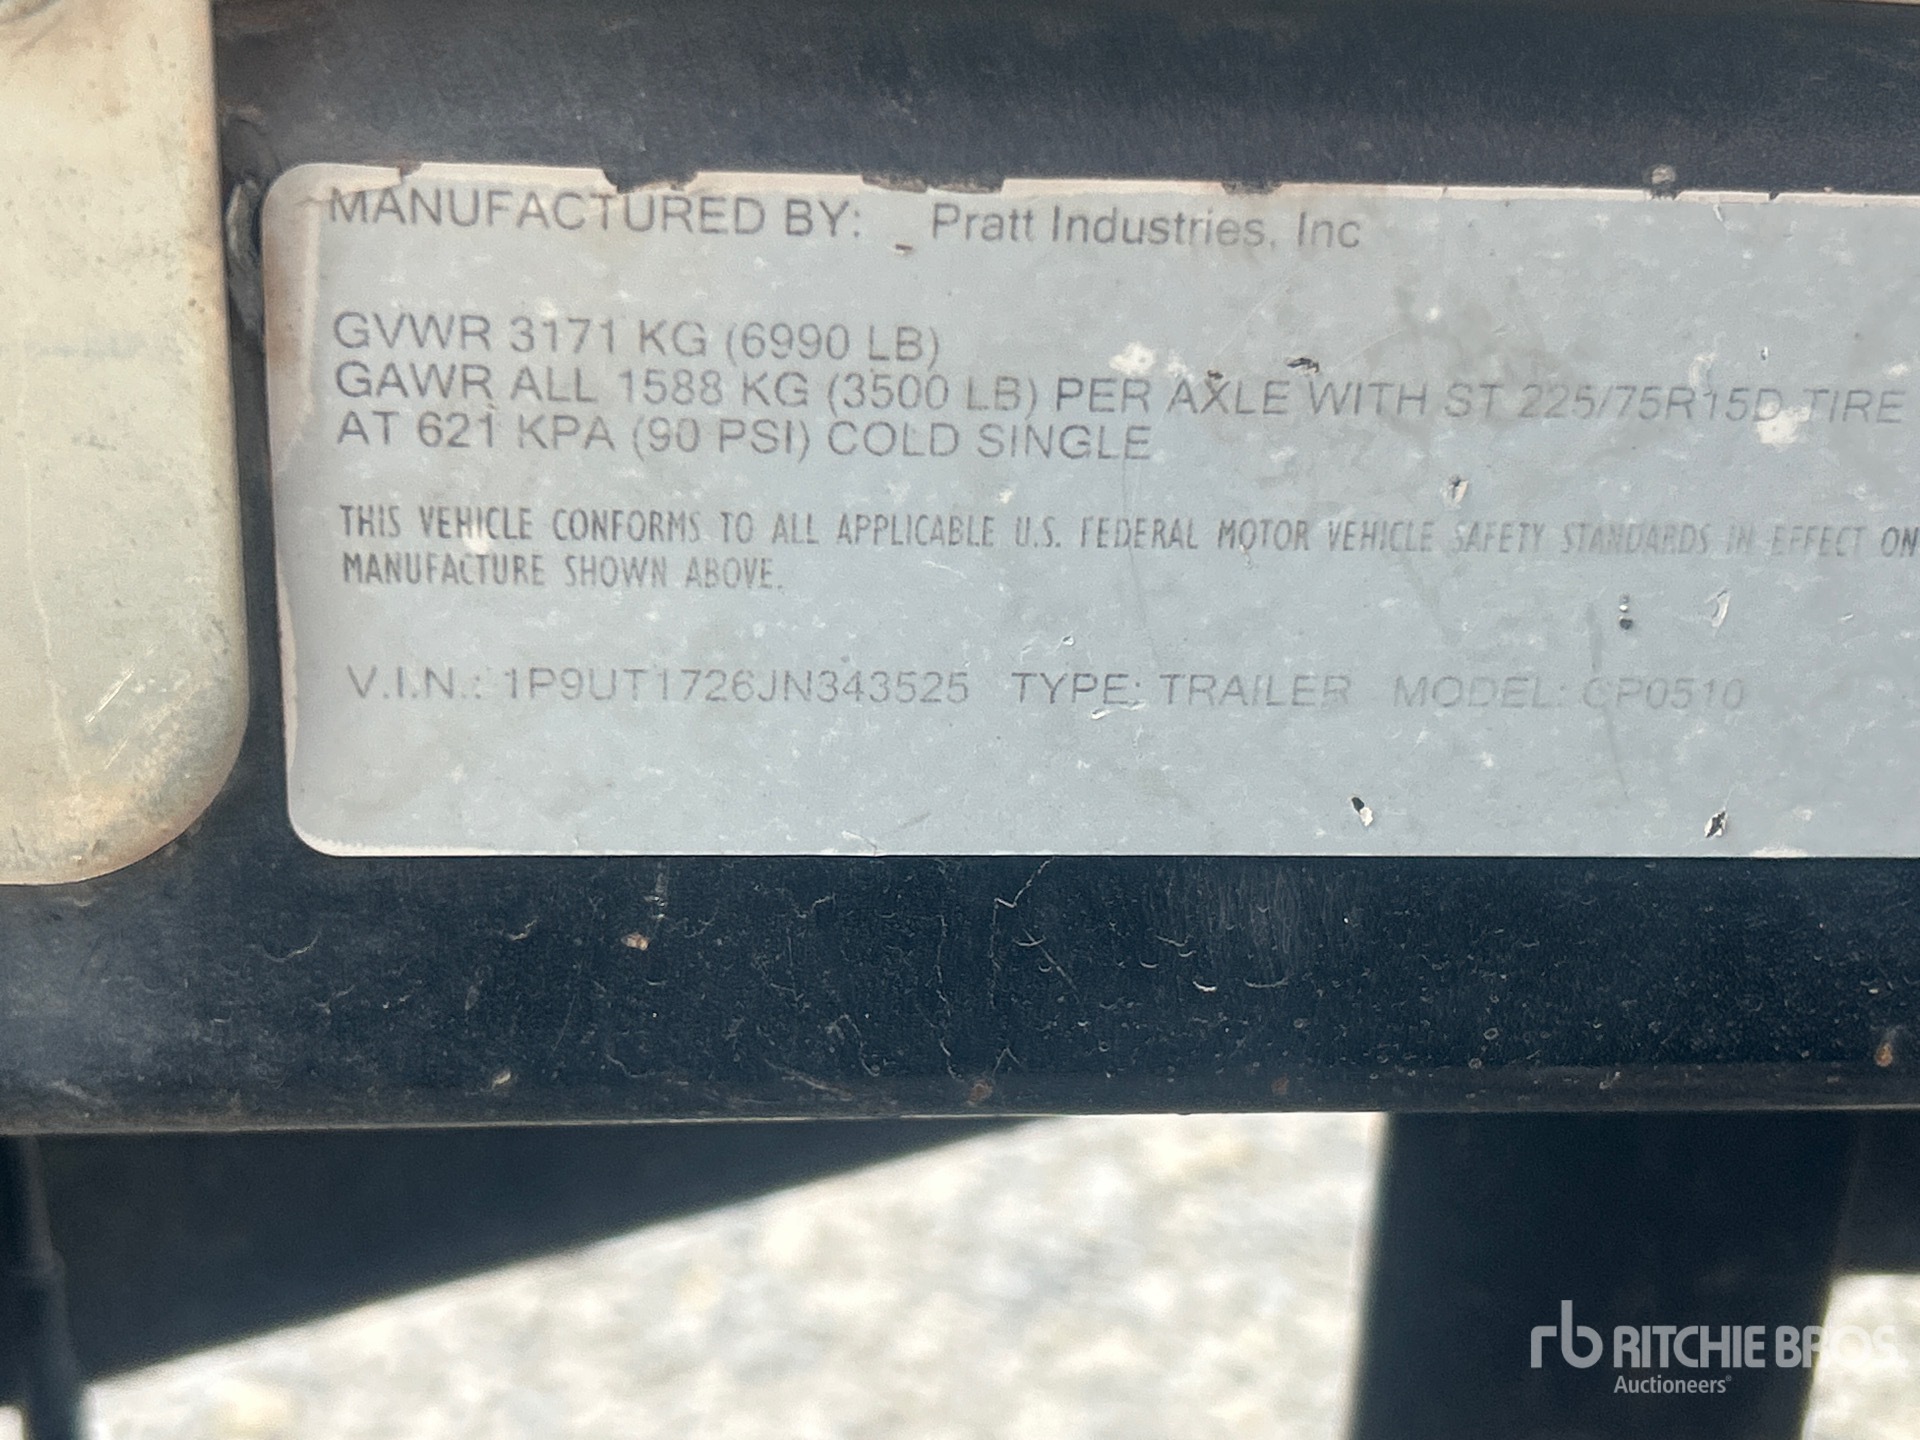 MANUFACTURED BY: Pratt Industries, Inc
GVWR 3171 KG (6990 LB)
GAWR ALL 1588 KG (3500 LB) PER AXLE WITH ST 225/75R15D TIRE
AT 621 KPA (90 PSI) COLD SINGLE
THIS VEHICLE CONFORMS TO ALL APPLICABLE U.S. FEDERAL MOTOR VEHICLE SAFETY STANDARDS IN EFFECT ON
MANUFACTURE SHOWN ABOVE.
V.I.N.: 1P9UT1726JN343525 TYPE: TRAILER MODEL: CP0510
rb RITCHIE BROS.
Auctioneers®